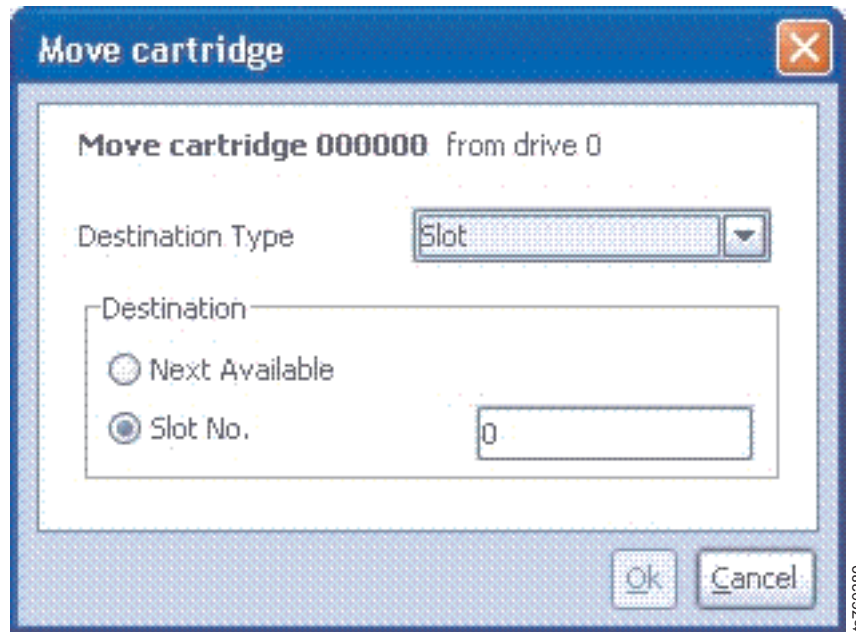 Move cartridge
Move cartridge 000000 from drive 0
Destination Type Slot
Destination
Next Available
Slot No. 0
Ok Cancel